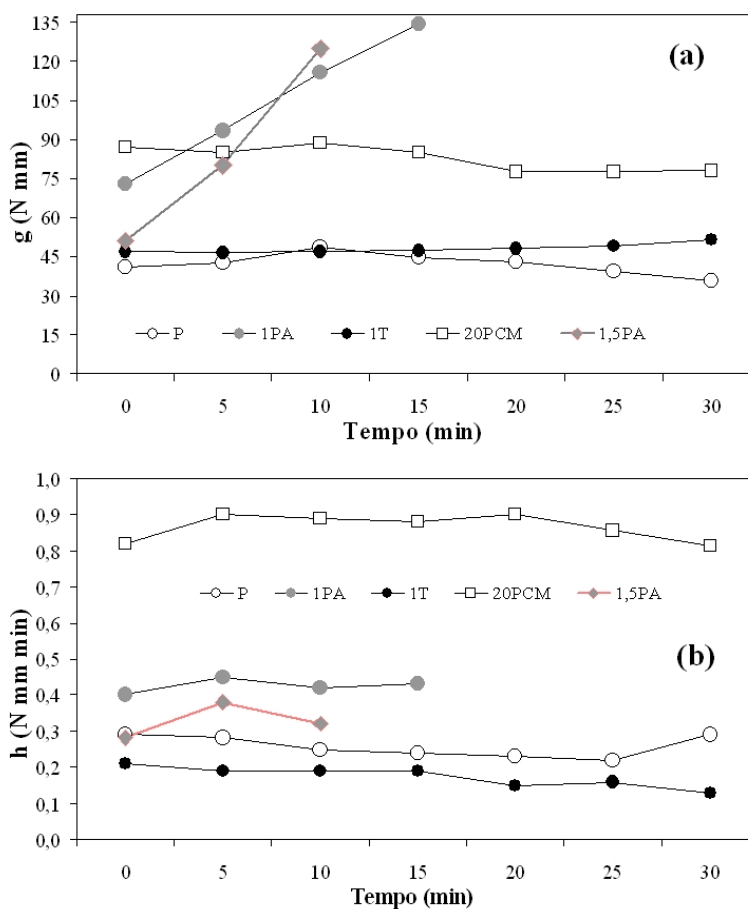 135
120
105
90
75
60
45
30
15
0
g (N mm)
(a)
P 1PA 1T 20PCM 1,5PA
0 5 10 15 20 25 30
Tempo (min)
1,0
0,9
0,8
0,7
0,6
0,5
0,4
0,3
0,2
0,1
0,0
h (N mm min)
P 1PA 1T 20PCM 1,5PA
(b)
0 5 10 15 20 25 30
Tempo (min)